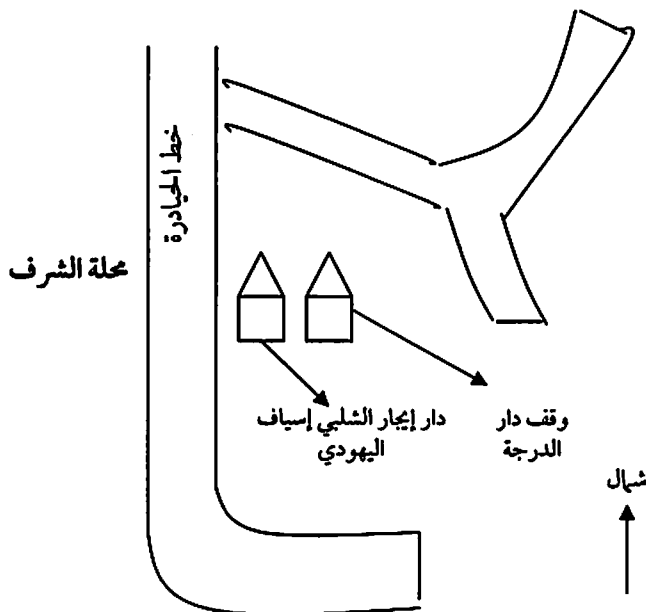 خط الحيادرة
محلة الشرف
دار إيجار الشلبي إسياف
اليهودي
وقف دار
الدرجة
شمال